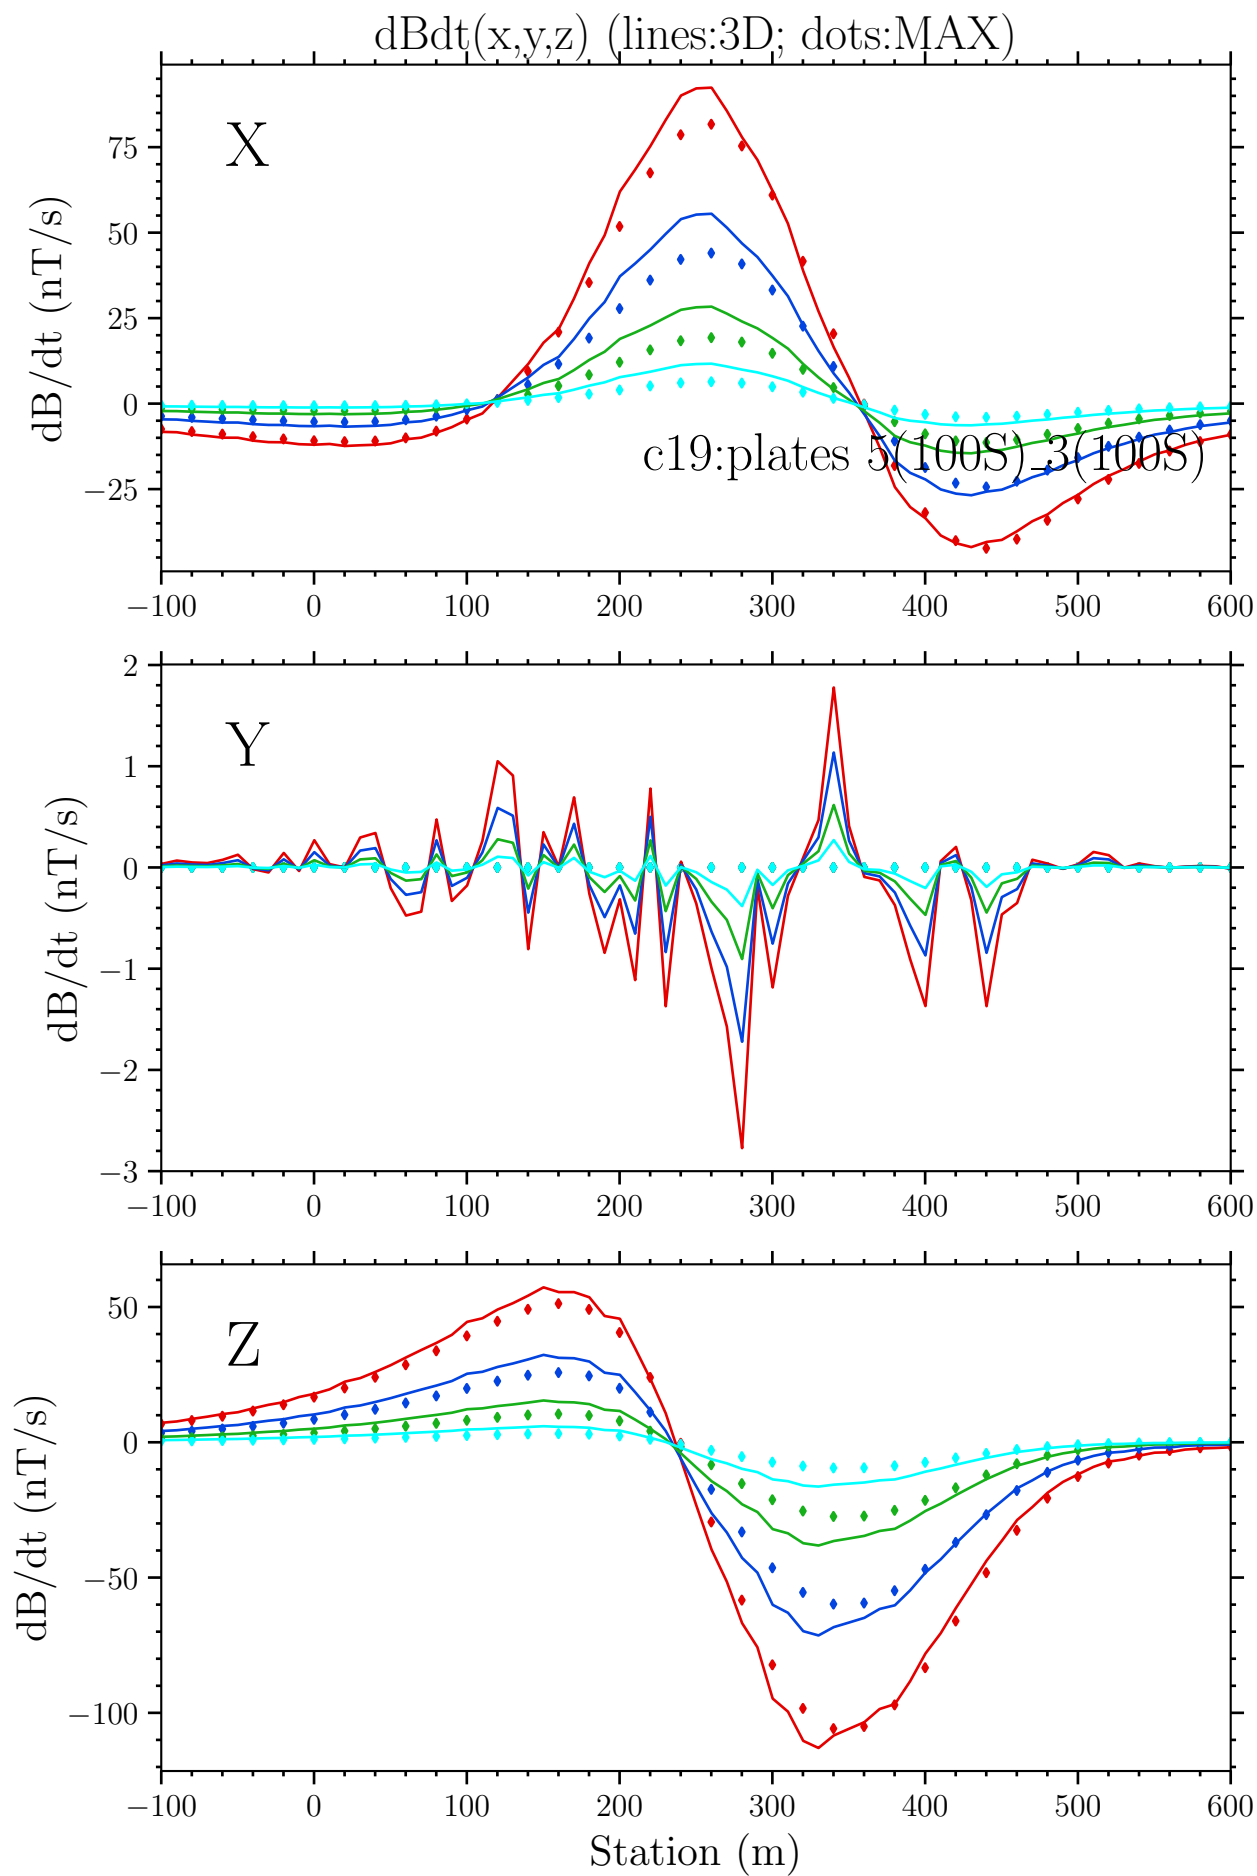 dBdt(x,y,z) (lines:3D; dots:MAX)
X
dB/dt (nT/s)
75
50
25
0
−25
c19:plates 5(100S)_3(100S)
−100 0 100 200 300 400 500 600
Y
dB/dt (nT/s)
2
1
0
−1
−2
−3
−100 0 100 200 300 400 500 600
Z
dB/dt (nT/s)
50
0
−50
−100
−100 0 100 200 300 400 500 600
Station (m)